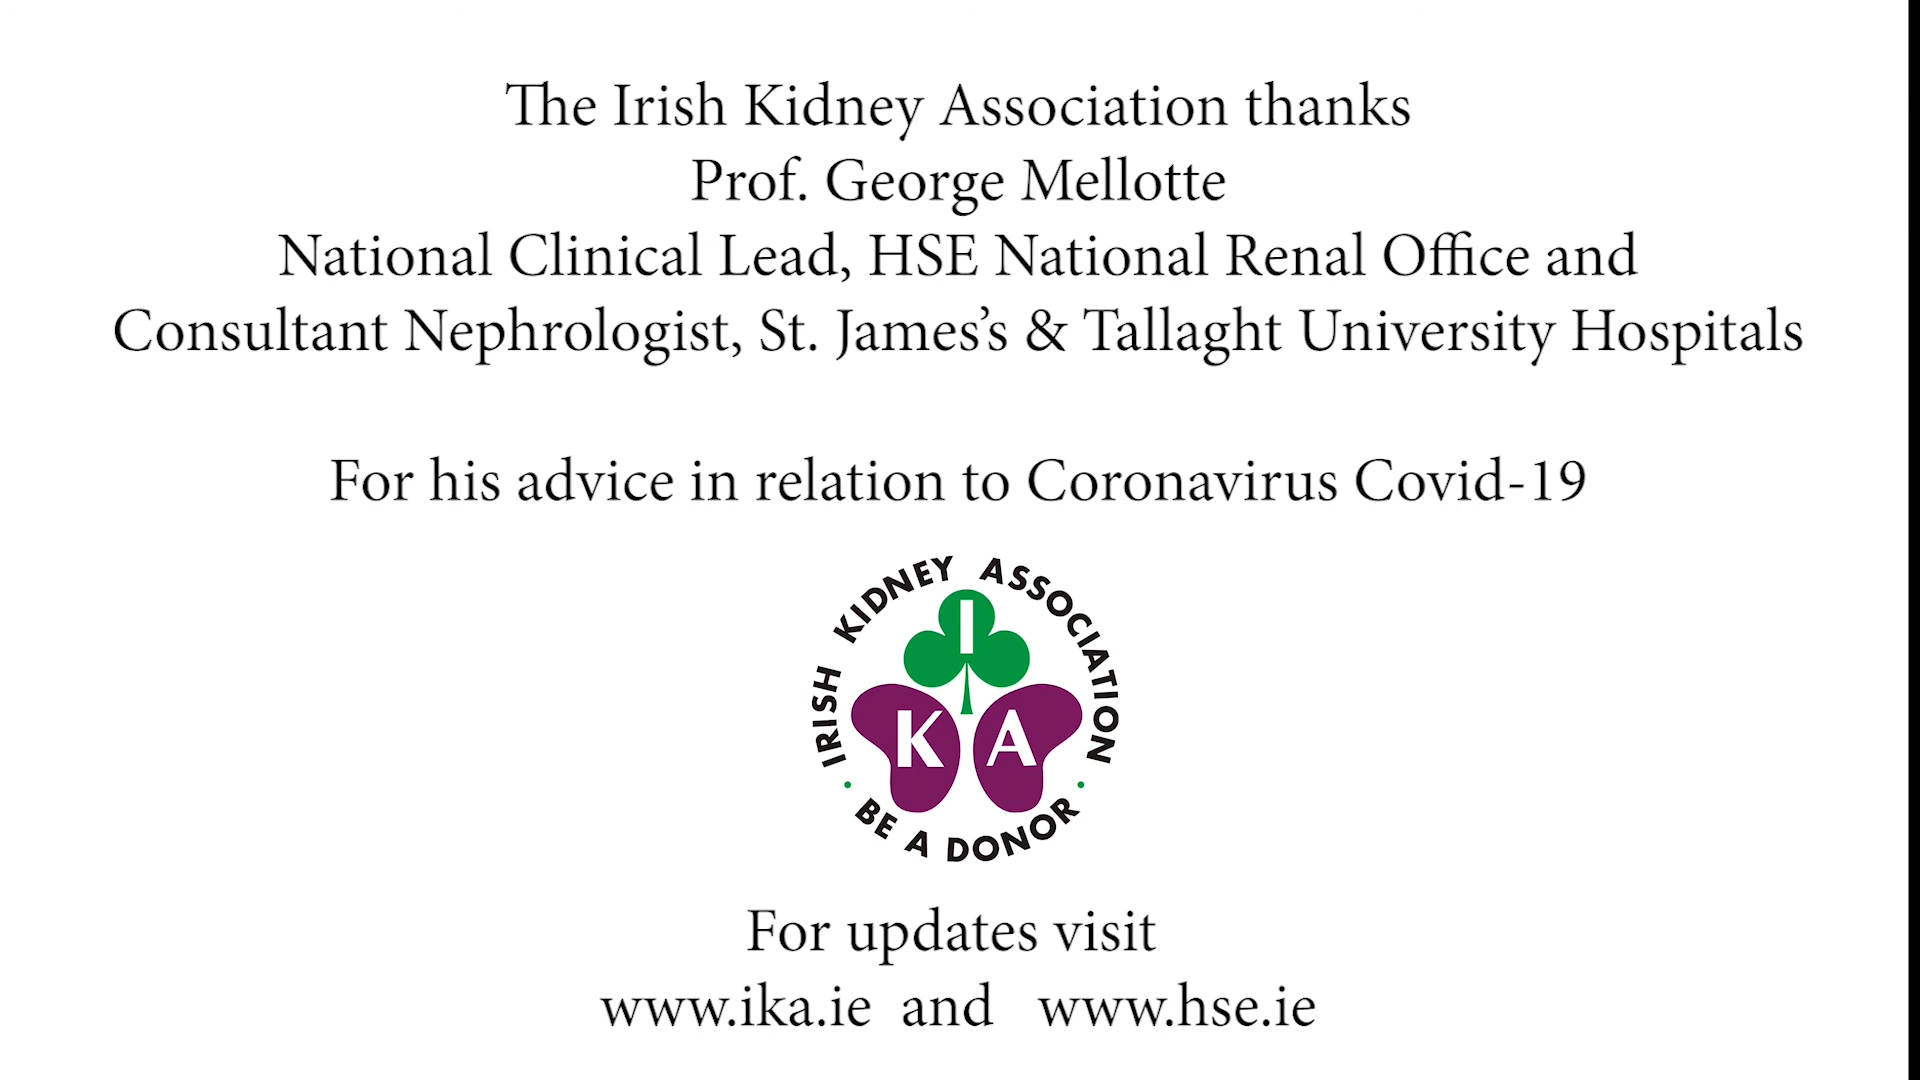 The Irish Kidney Association thanks
Prof. George Mellotte
National Clinical Lead, HSE National Renal Office and
Consultant Nephrologist, St. James’s & Tallaght University Hospitals
For his advice in relation to Coronavirus Covid-19
IRISH KIDNEY ASSOCIATION
I
K A
· BE A DONOR ·
For updates visit
www.ika.ie and www.hse.ie